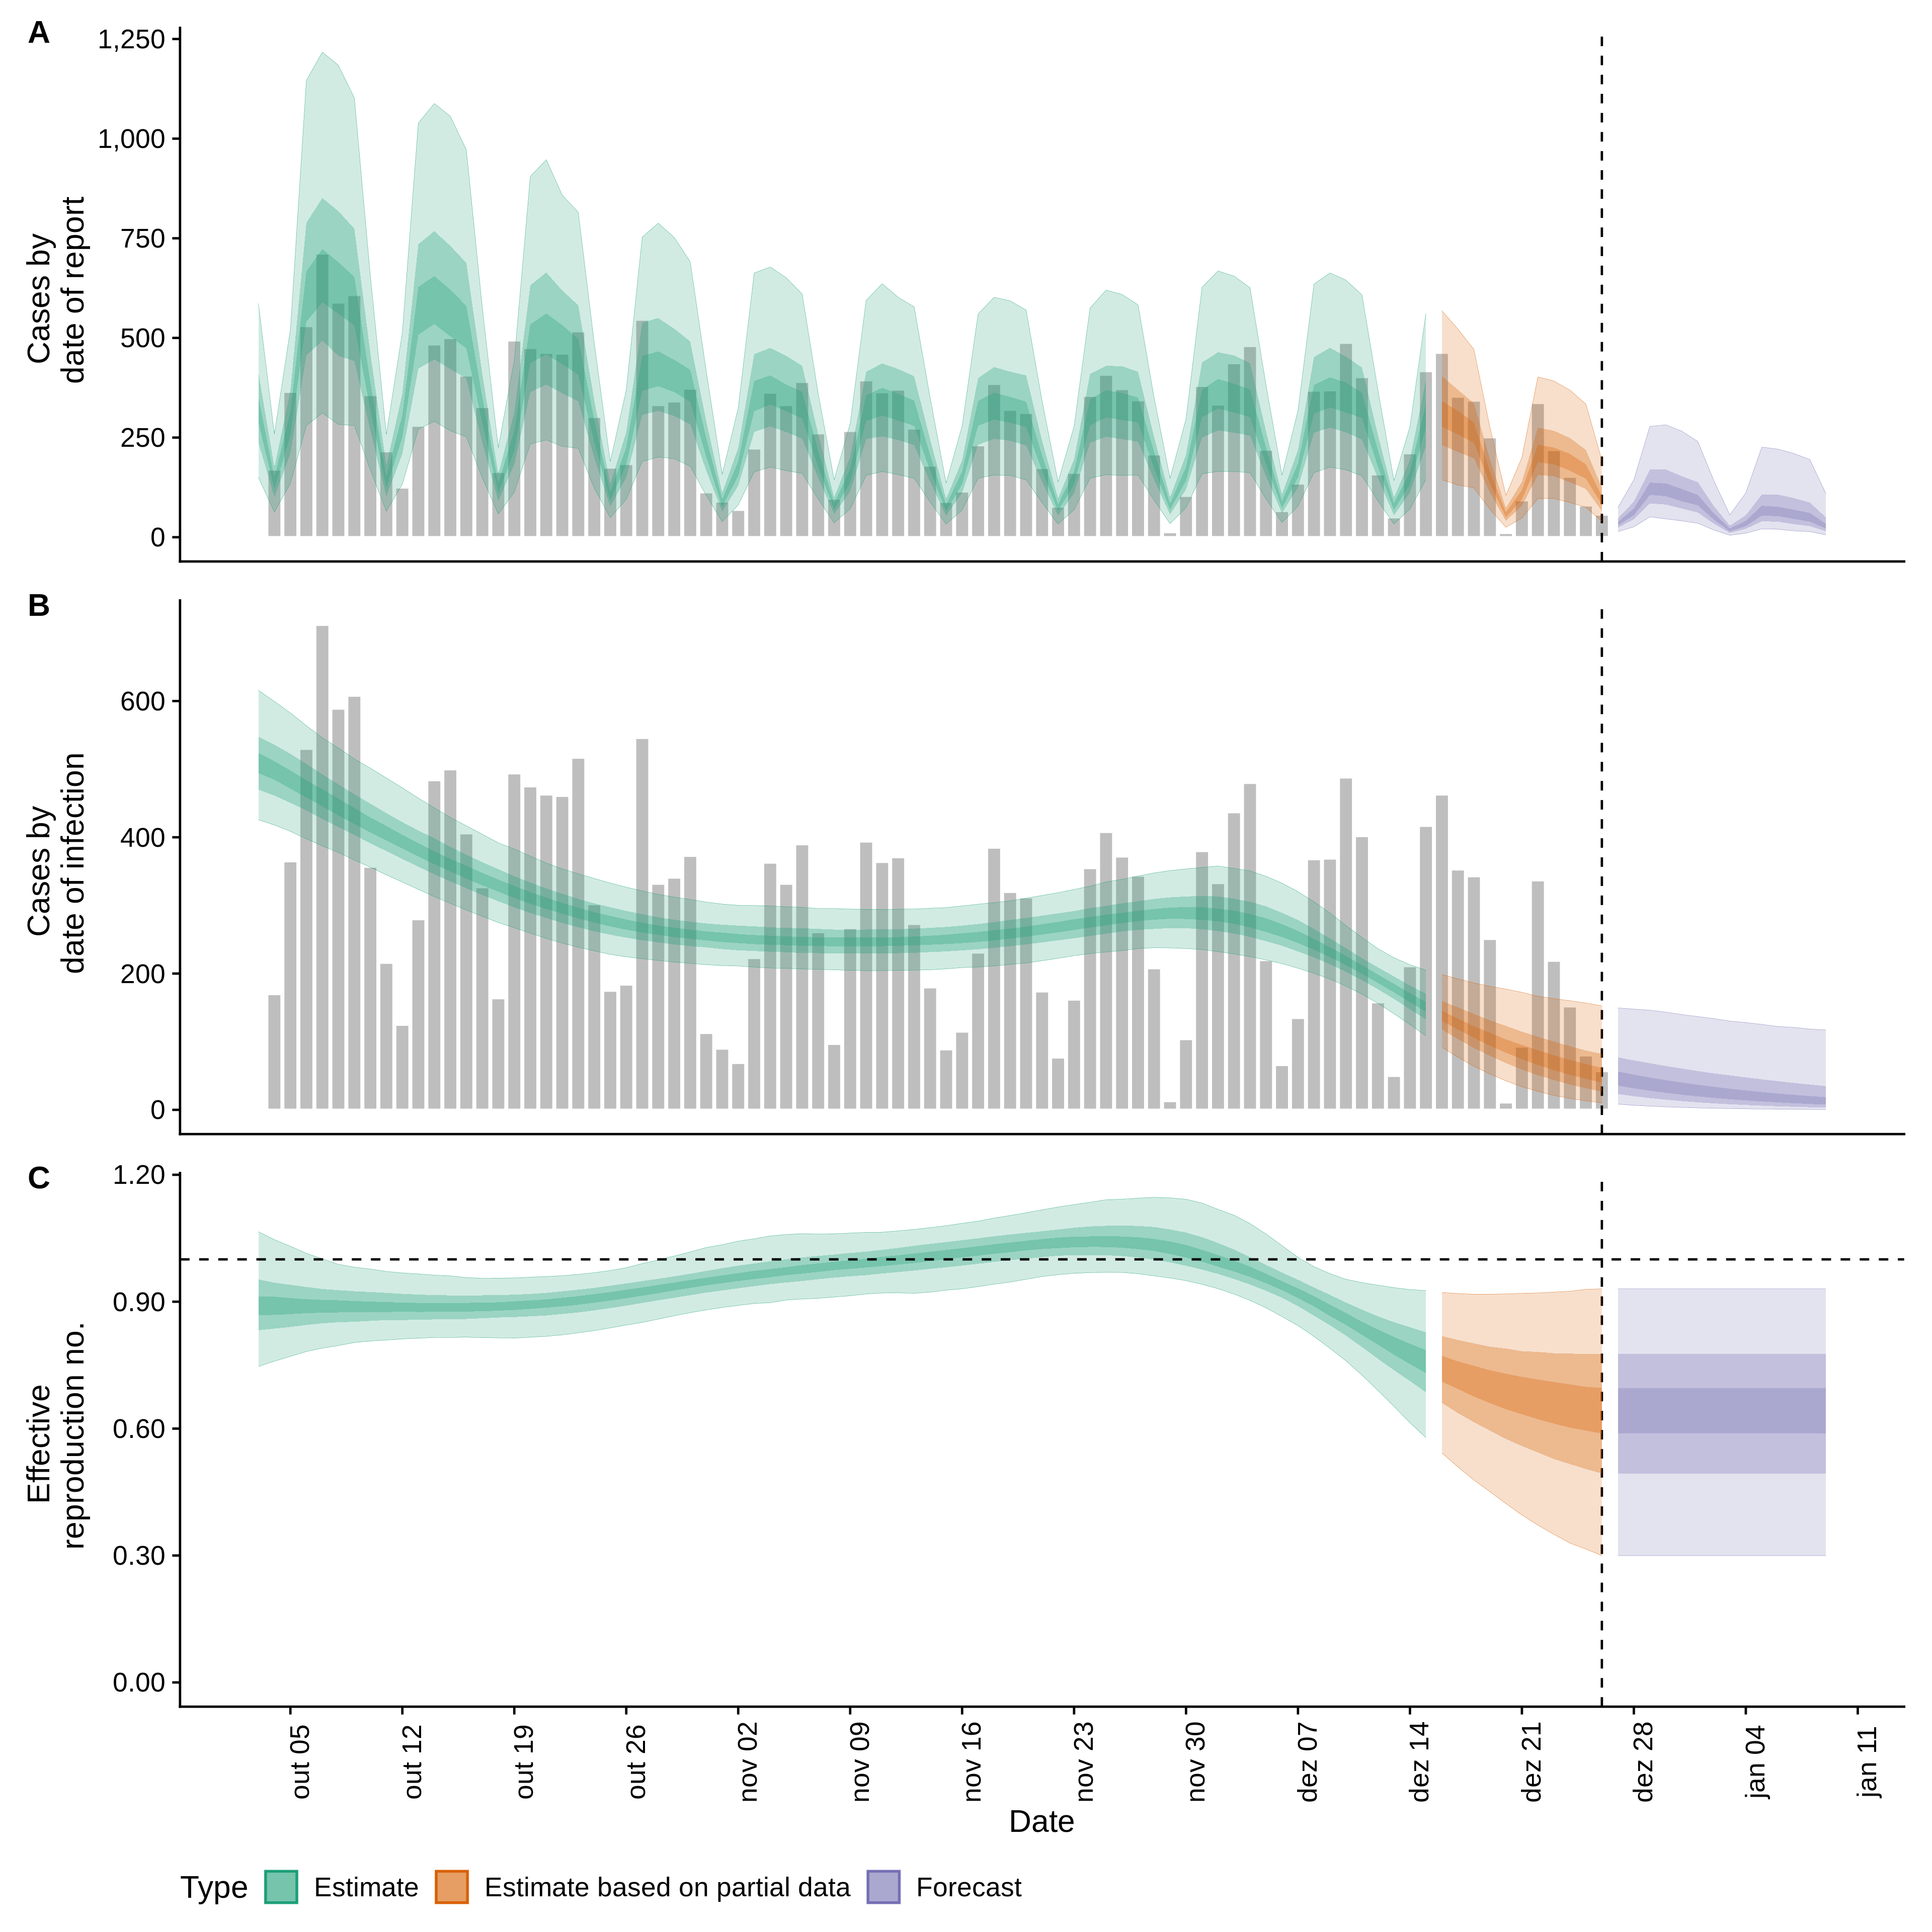 A
1,250
1,000
750
500
250
0
Cases by
date of report
B
600
400
200
0
Cases by
date of infection
C
1.20
0.90
0.60
0.30
0.00
Effective
reproduction no.
out 05
out 12
out 19
out 26
nov 02
nov 09
nov 16
nov 23
nov 30
dez 07
dez 14
dez 21
dez 28
jan 04
jan 11
Date
Type Estimate Estimate based on partial data Forecast